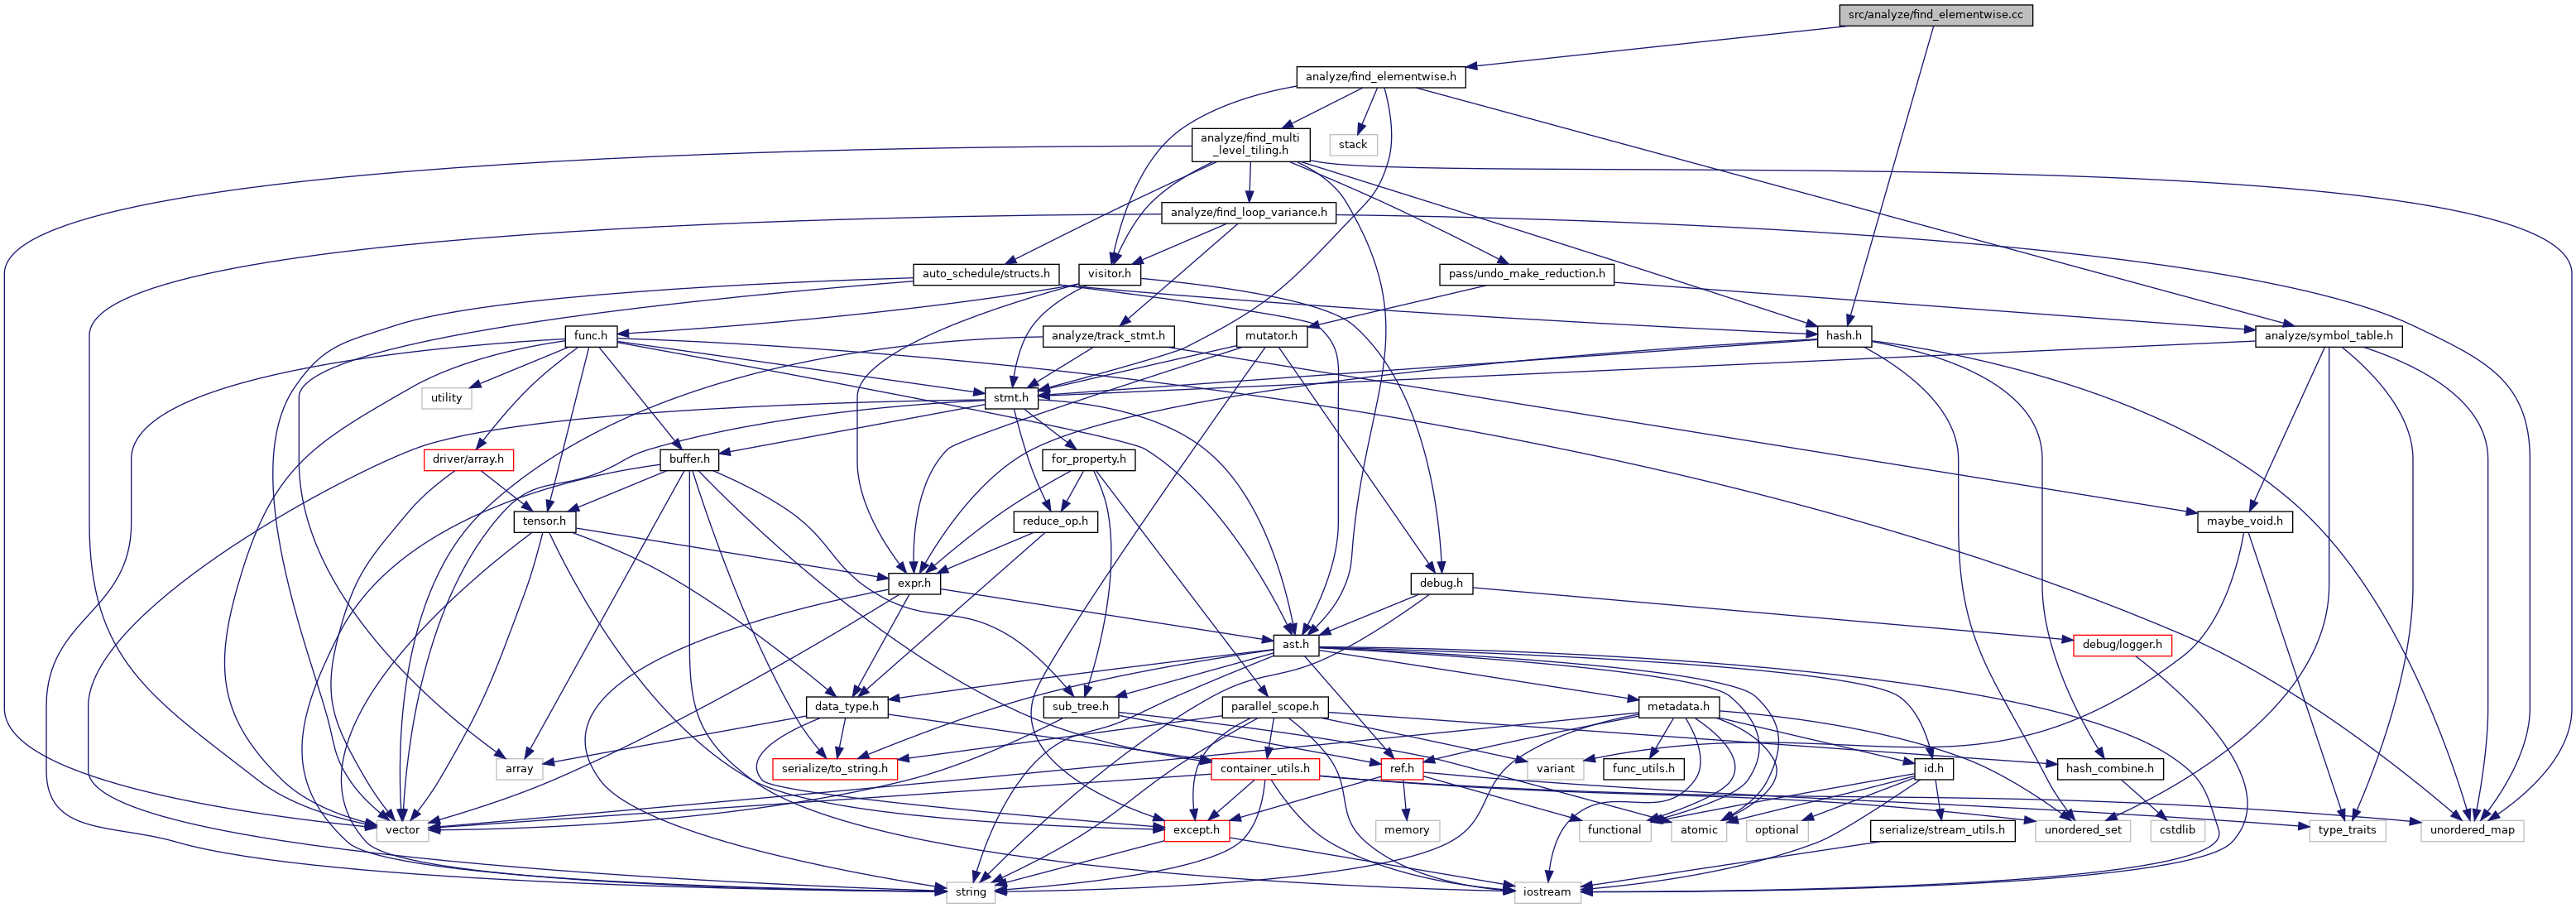 src/analyze/find_elementwise.cc
analyze/find_elementwise.h
analyze/find_multi
_level_tiling.h
stack
analyze/find_loop_variance.h
auto_schedule/structs.h
visitor.h
pass/undo_make_reduction.h
func.h
analyze/track_stmt.h
mutator.h
hash.h
analyze/symbol_table.h
utility
stmt.h
driver/array.h
buffer.h
for_property.h
tensor.h
reduce_op.h
maybe_void.h
expr.h
debug.h
ast.h
debug/logger.h
data_type.h
sub_tree.h
parallel_scope.h
metadata.h
array
serialize/to_string.h
container_utils.h
ref.h
variant
func_utils.h
id.h
hash_combine.h
vector
except.h
memory
functional
atomic
optional
serialize/stream_utils.h
unordered_set
cstdlib
type_traits
unordered_map
string
iostream